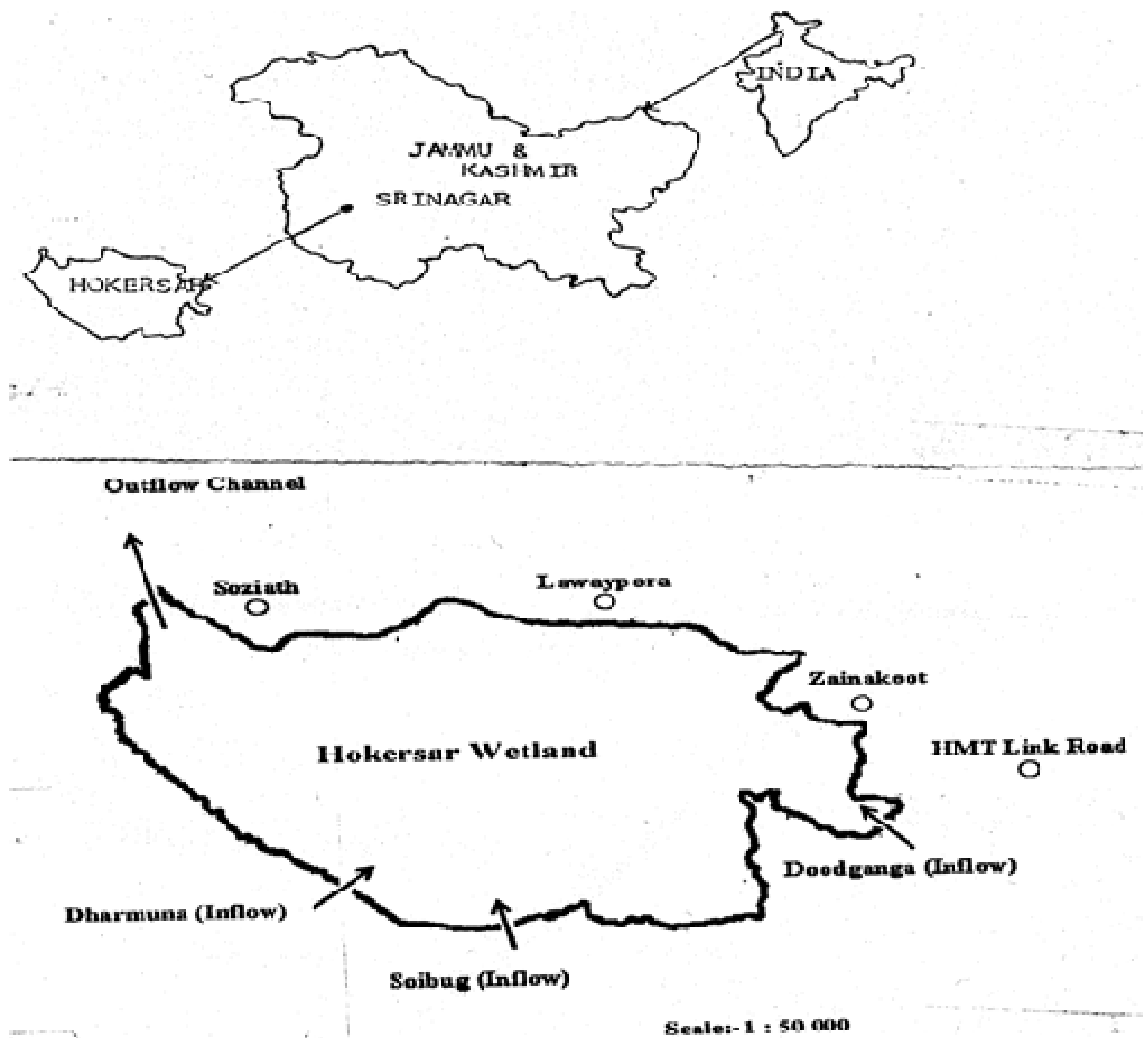 INDIA
JAMMU &
KASHMIR
SRINAGAR
HOKERSAR
Outflow Channel
Soziath
Lawaypora
Zainakoot
HMT Link Road
Hokersar Wetland
Doodganga (Inflow)
Dharmuna (Inflow)
Soibug (Inflow)
Scale:- 1 : 50 000